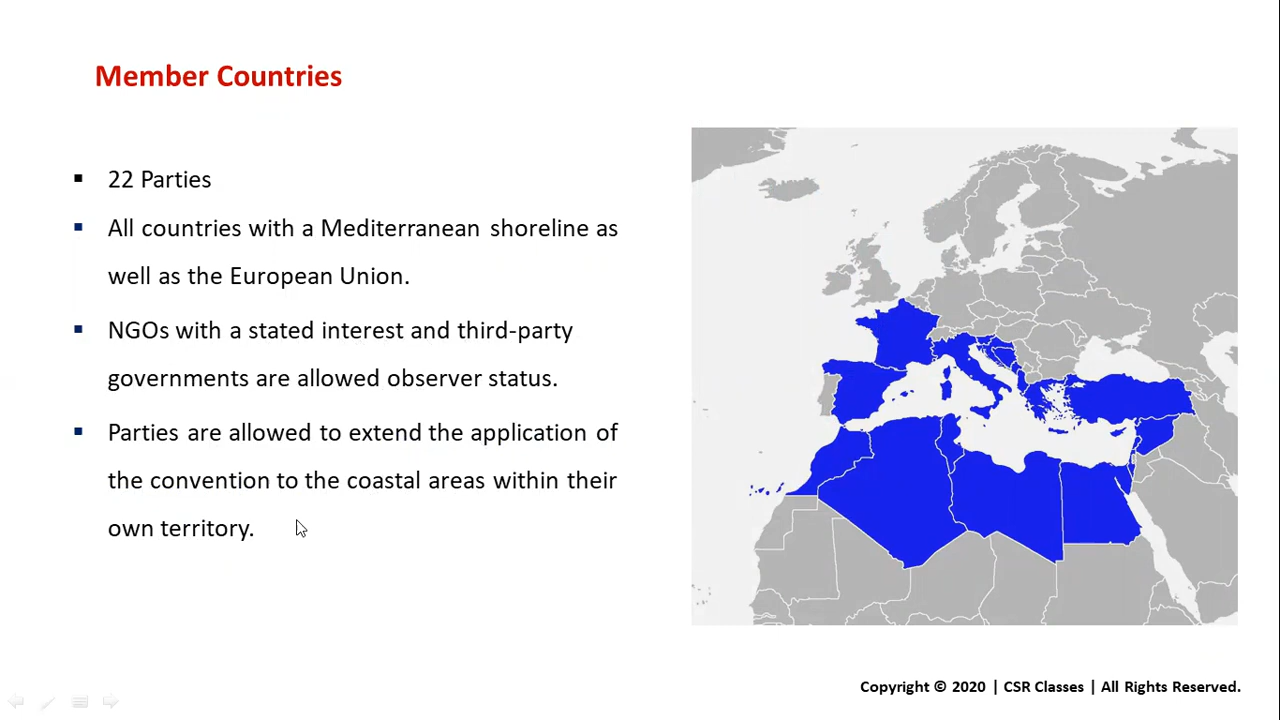 Member Countries
▪ 22 Parties
▪ All countries with a Mediterranean shoreline as
well as the European Union.
▪ NGOs with a stated interest and third-party
governments are allowed observer status.
▪ Parties are allowed to extend the application of
the convention to the coastal areas within their
own territory.
Copyright © 2020 | CSR Classes | All Rights Reserved.